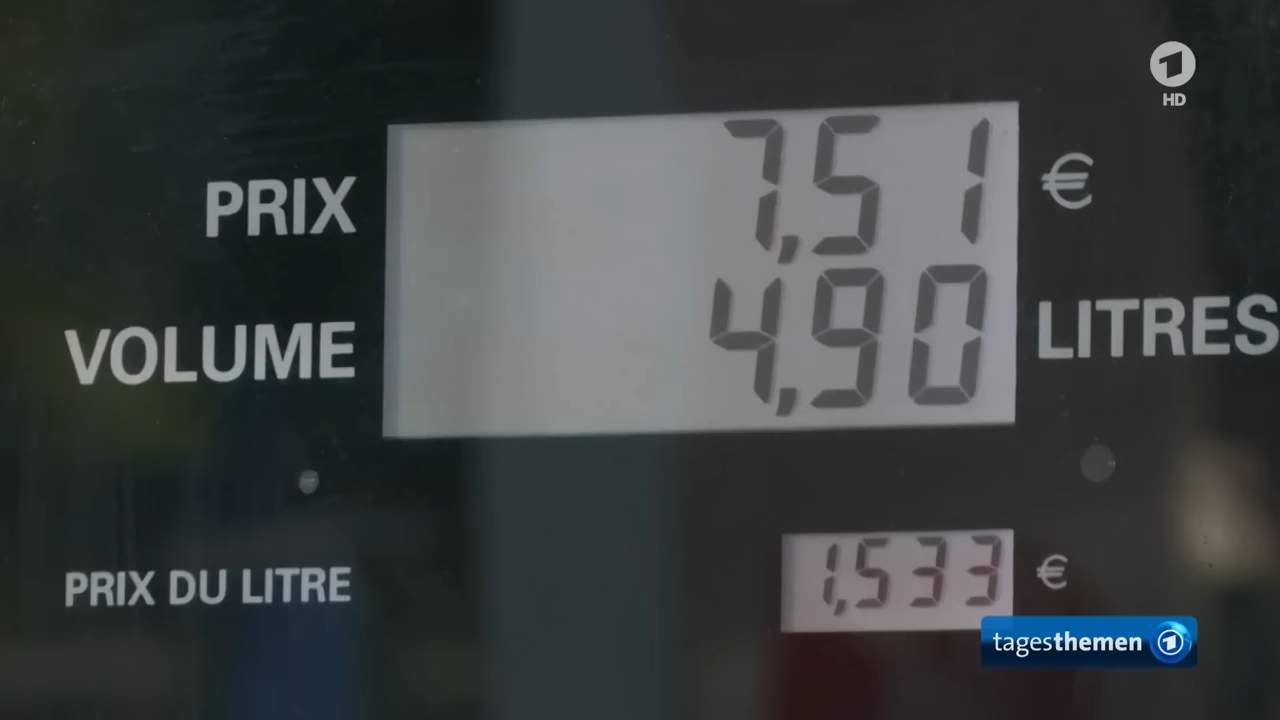 HD
PRIX 7,51 €
VOLUME 4,90 LITRES
PRIX DU LITRE 1,533 €
tagesthemen